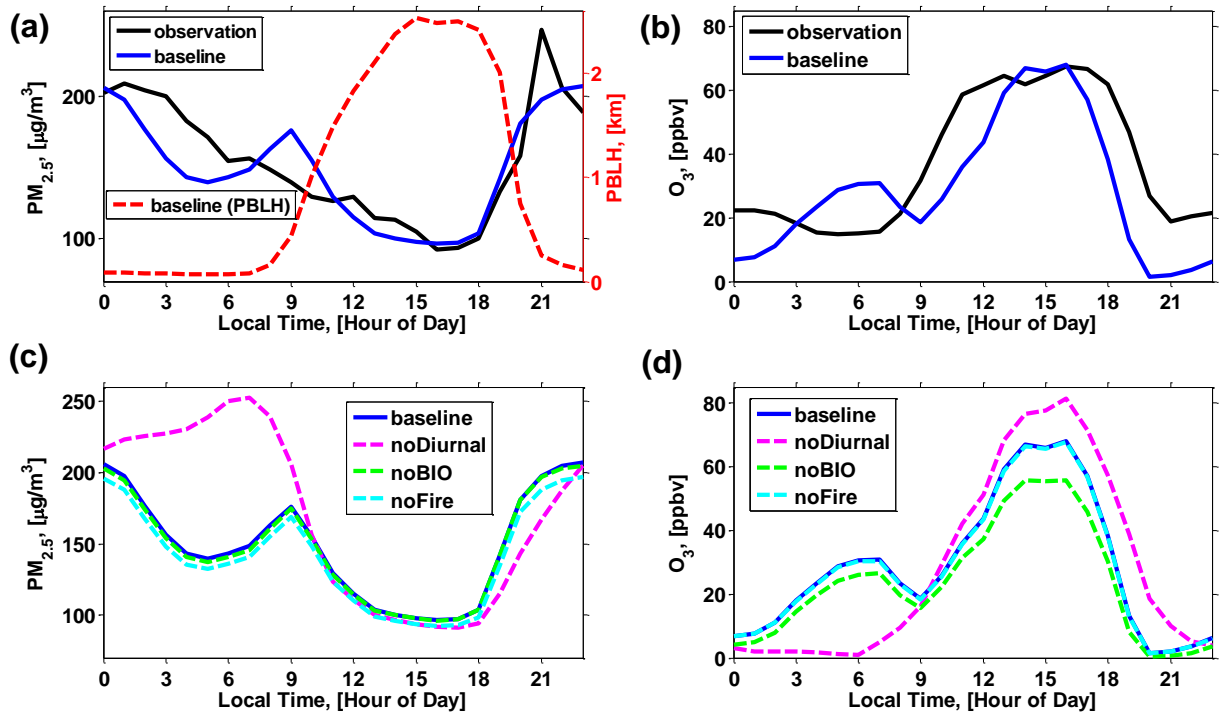 (a)
observation
baseline
baseline (PBLH)
PM2.5, [μg/m3]
200
100
PBLH, [km]
2
1
0
0 3 6 9 12 15 18 21
Local Time, [Hour of Day]
(b)
observation
baseline
O3, [ppbv]
80
60
40
20
0
0 3 6 9 12 15 18 21
Local Time, [Hour of Day]
(c)
baseline
noDiurnal
noBIO
noFire
PM2.5, [μg/m3]
250
200
150
100
0 3 6 9 12 15 18 21
Local Time, [Hour of Day]
(d)
baseline
noDiurnal
noBIO
noFire
O3, [ppbv]
80
60
40
20
0
0 3 6 9 12 15 18 21
Local Time, [Hour of Day]